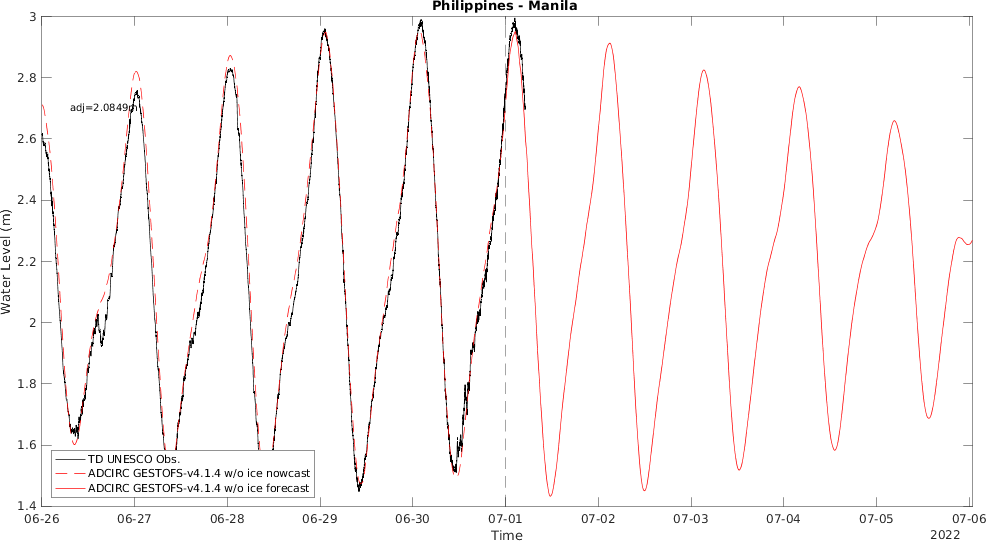 Philippines - Manila
3
2.8
2.6
2.4
2.2
2
1.8
1.6
1.4
Water Level (m)
adj=2.0849m
TD UNESCO Obs.
ADCIRC GESTOFS-v4.1.4 w/o ice nowcast
ADCIRC GESTOFS-v4.1.4 w/o ice forecast
06-26 06-27 06-28 06-29 06-30 07-01 07-02 07-03 07-04 07-05 07-06
Time
2022